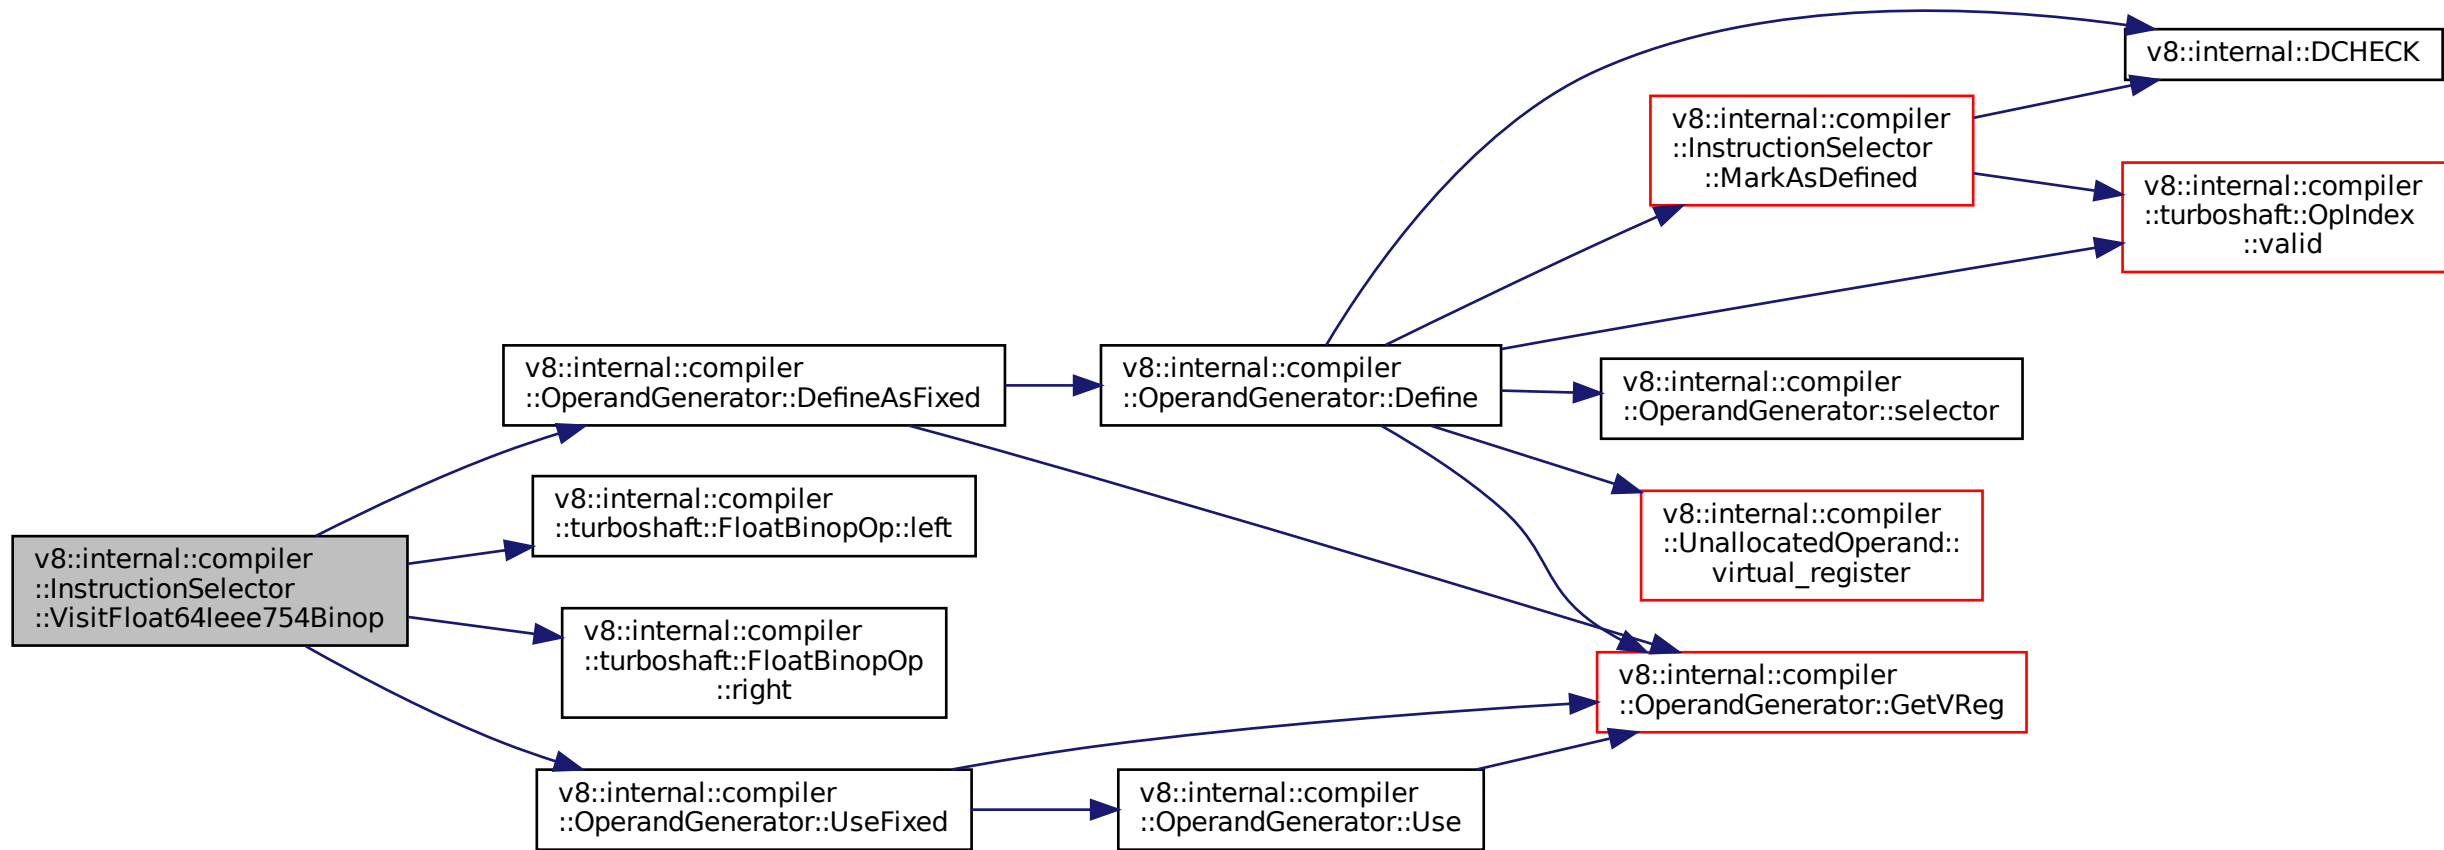 v8::internal::DCHECK
v8::internal::compiler
::InstructionSelector
::MarkAsDefined
v8::internal::compiler
::turboshaft::OpIndex
::valid
v8::internal::compiler
::OperandGenerator::DefineAsFixed
v8::internal::compiler
::OperandGenerator::Define
v8::internal::compiler
::OperandGenerator::selector
v8::internal::compiler
::turboshaft::FloatBinopOp::left
v8::internal::compiler
::UnallocatedOperand::
virtual_register
v8::internal::compiler
::InstructionSelector
::VisitFloat64Ieee754Binop
v8::internal::compiler
::turboshaft::FloatBinopOp
::right
v8::internal::compiler
::OperandGenerator::GetVReg
v8::internal::compiler
::OperandGenerator::UseFixed
v8::internal::compiler
::OperandGenerator::Use